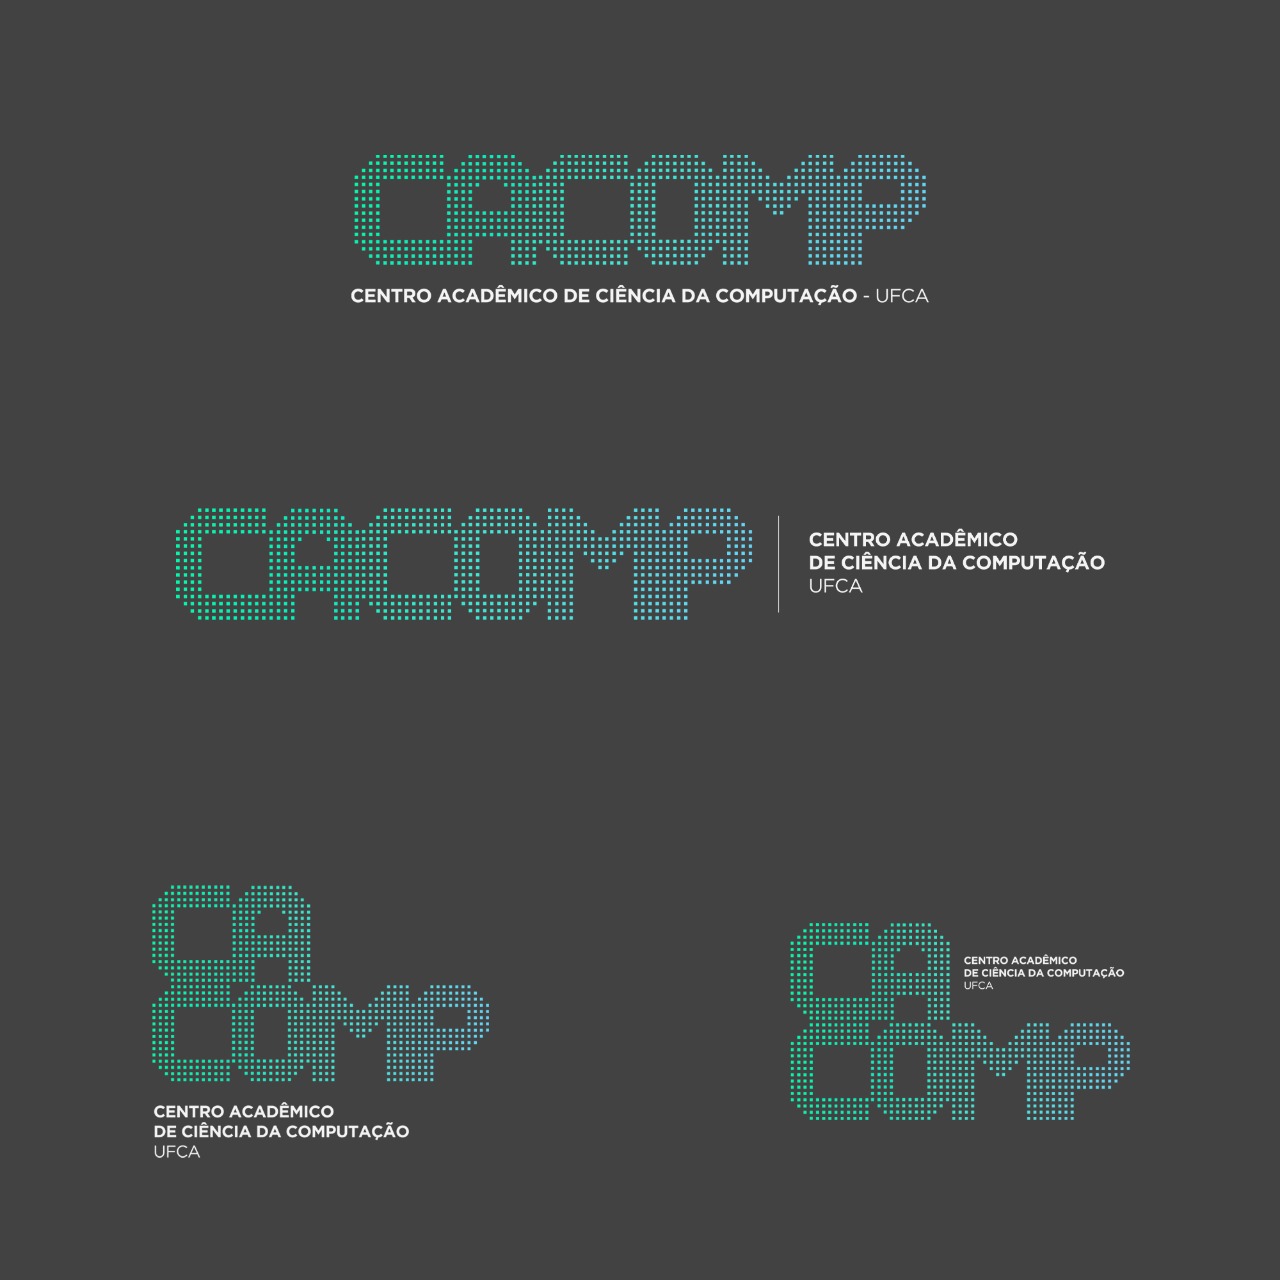 CACOMP
CENTRO ACADÊMICO DE CIÊNCIA DA COMPUTAÇÃO - UFCA
CACOMP
CENTRO ACADÊMICO
DE CIÊNCIA DA COMPUTAÇÃO
UFCA
CA
COMP
CENTRO ACADÊMICO
DE CIÊNCIA DA COMPUTAÇÃO
UFCA
CA
CENTRO ACADÊMICO
DE CIÊNCIA DA COMPUTAÇÃO
UFCA
COMP